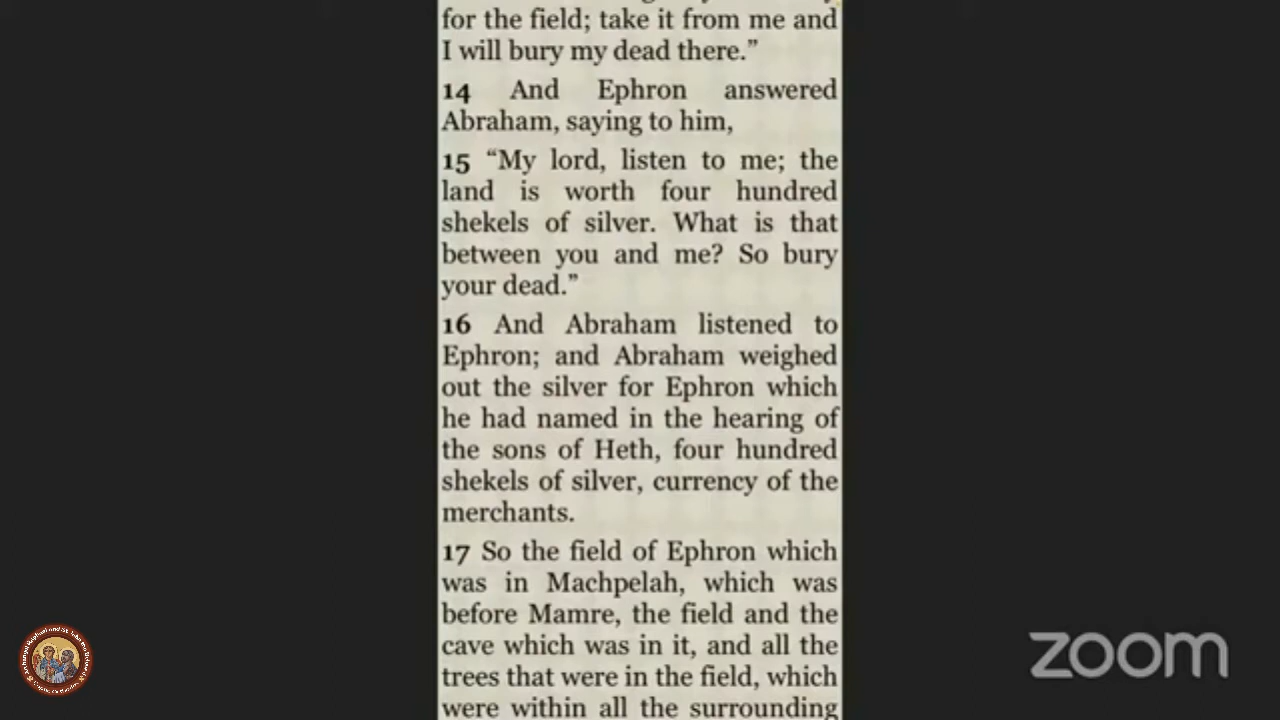 for the field; take it from me and
I will bury my dead there.”
14 And Ephron answered
Abraham, saying to him,
15 “My lord, listen to me; the
land is worth four hundred
shekels of silver. What is that
between you and me? So bury
your dead.”
16 And Abraham listened to
Ephron; and Abraham weighed
out the silver for Ephron which
he had named in the hearing of
the sons of Heth, four hundred
shekels of silver, currency of the
merchants.
17 So the field of Ephron which
was in Machpelah, which was
before Mamre, the field and the
cave which was in it, and all the
trees that were in the field, which
were within all the surrounding
zoom